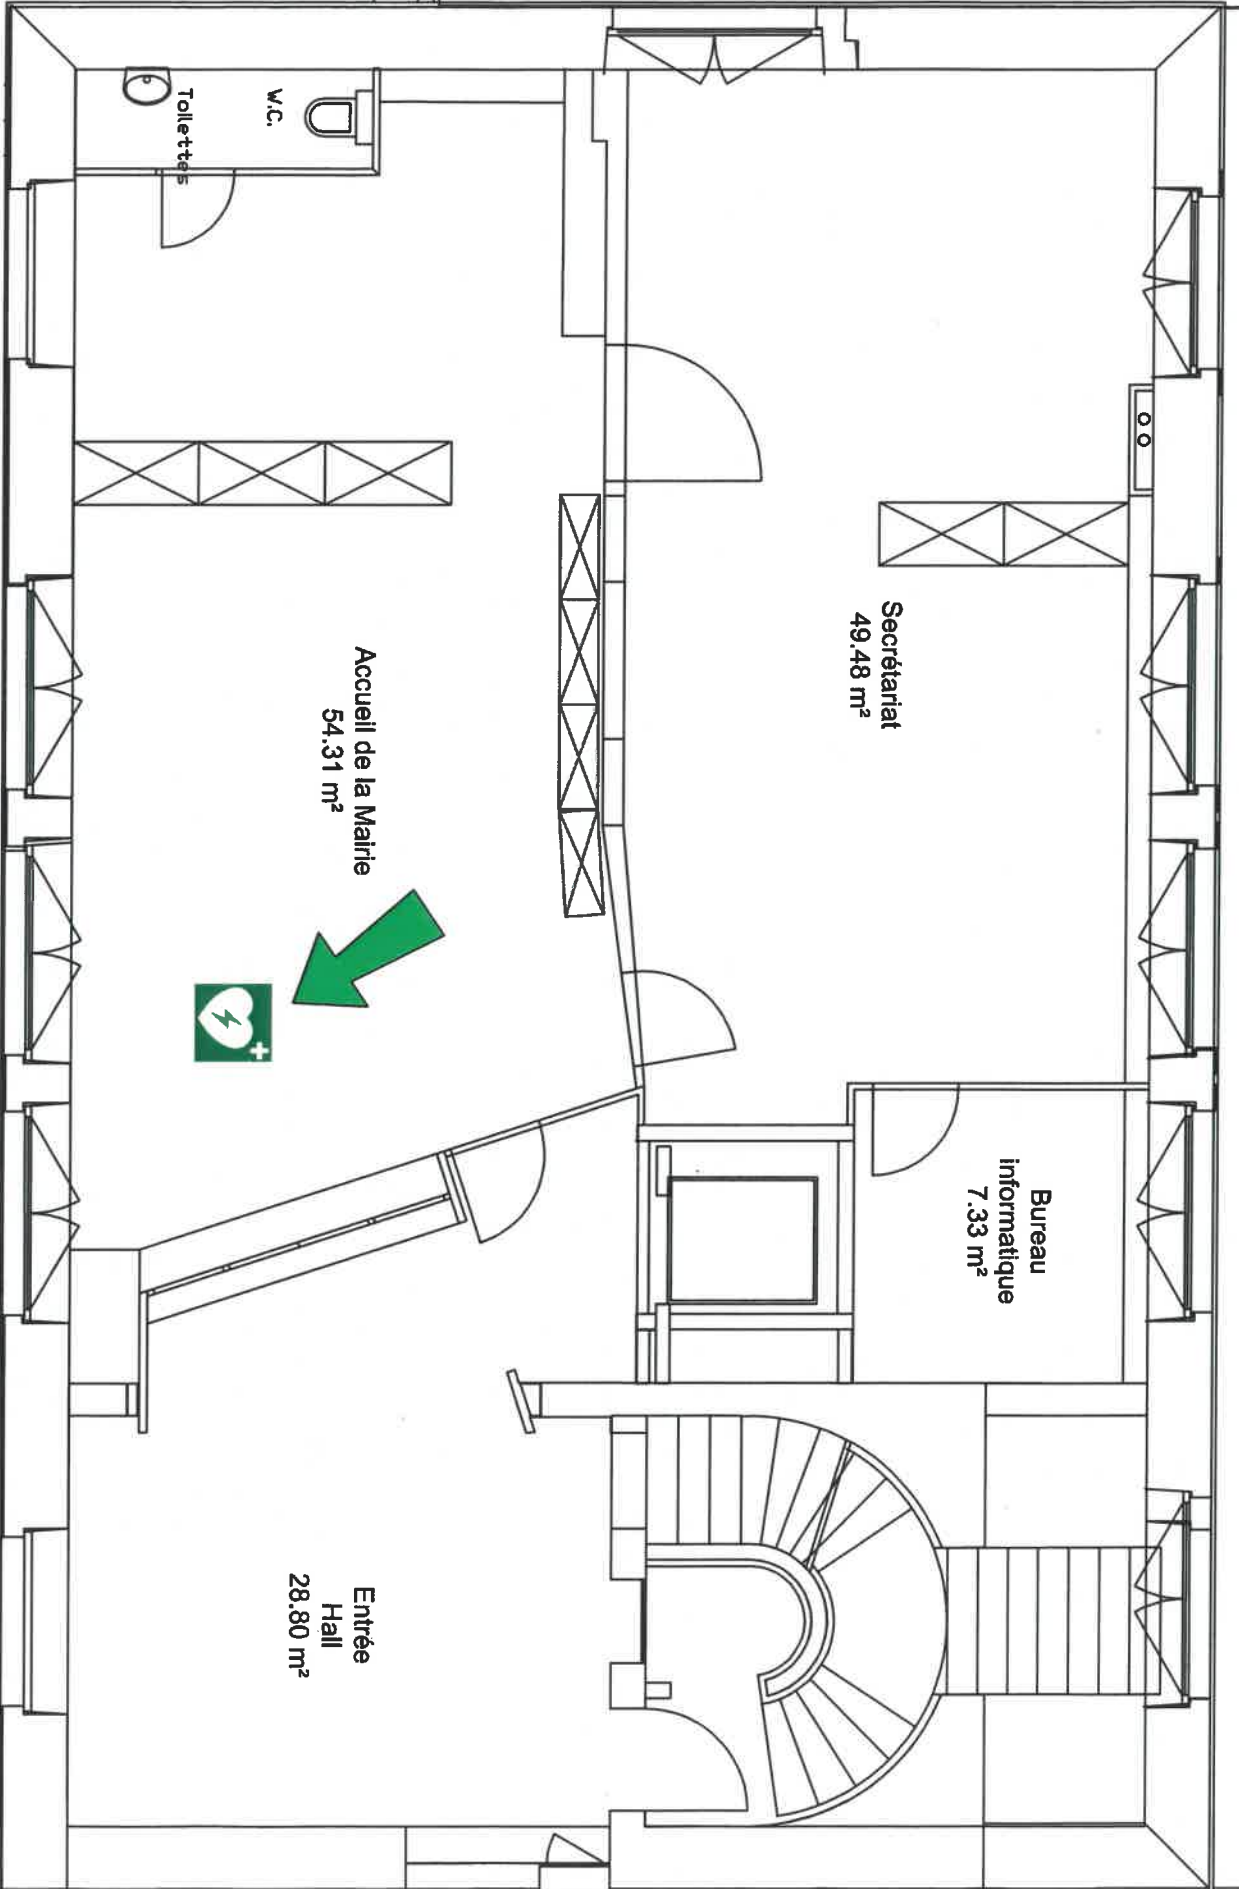 Toilettes
W.C.
Secrétariat
49.48 m²
Accueil de la Mairie
54.31 m²
Bureau
informatique
7.33 m²
Entrée
Hall
28.80 m²